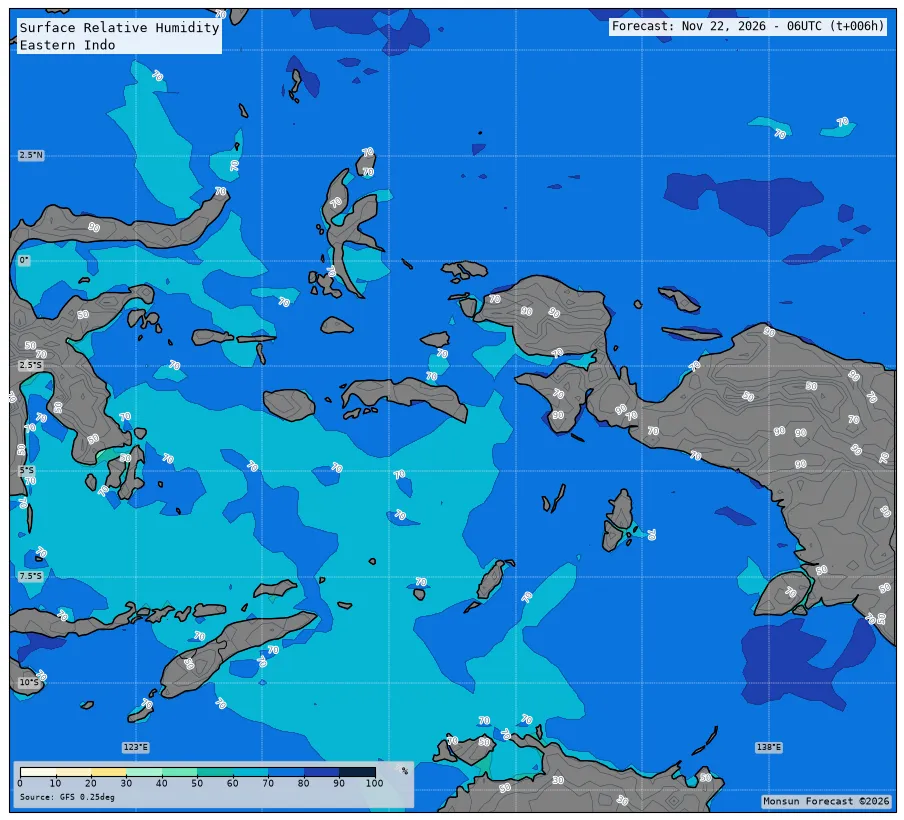 Surface Relative Humidity
Eastern Indo
Forecast: Nov 22, 2026 - 06UTC (t+006h)
2.5°N
0°
2.5°S
5°S
7.5°S
10°S
123°E
138°E
%
0 10 20 30 40 50 60 70 80 90 100
Source: GFS 0.25deg
Monsun Forecast ©2026